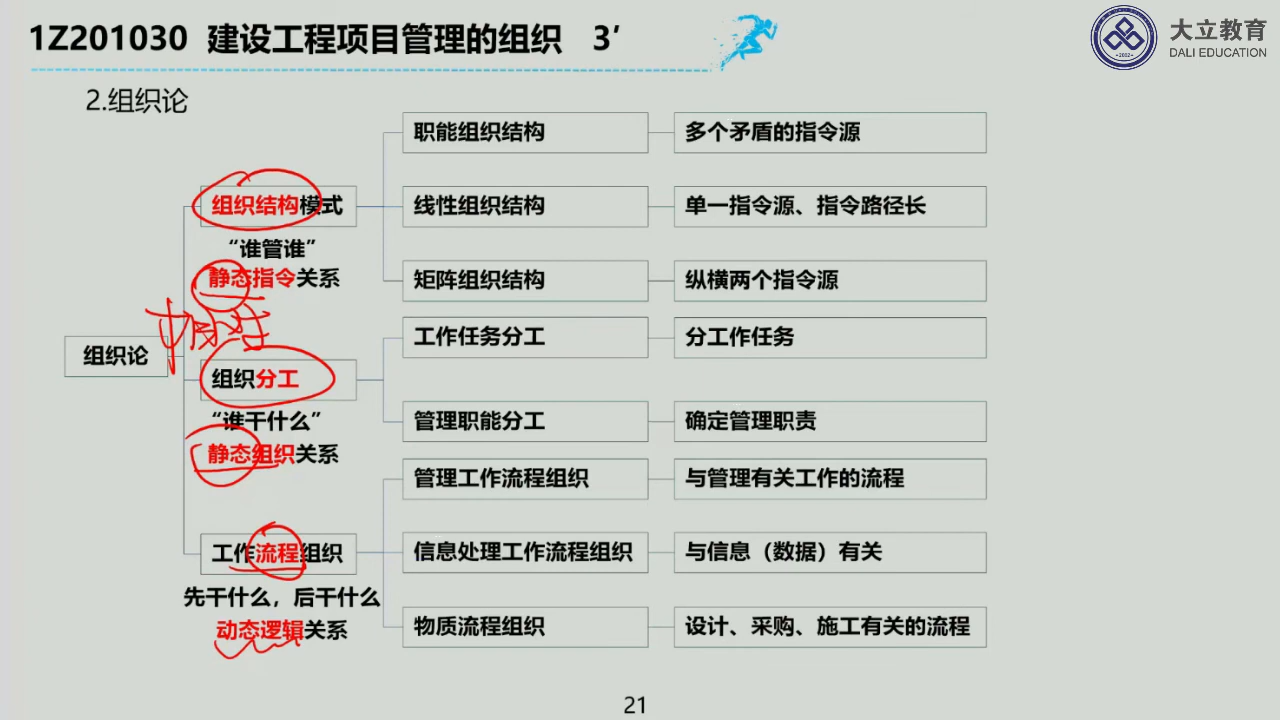 1Z201030 建设工程项目管理的组织 3′
大立教育
DALI EDUCATION
·2002·
2.组织论
组织论
组织结构模式
“谁管谁”
静态指令关系
职能组织结构
多个矛盾的指令源
线性组织结构
单一指令源、指令路径长
矩阵组织结构
纵横两个指令源
组织分工
“谁干什么”
静态组织关系
工作任务分工
分工作任务
管理职能分工
确定管理职责
工作流程组织
先干什么，后干什么
动态逻辑关系
管理工作流程组织
与管理有关工作的流程
信息处理工作流程组织
与信息（数据）有关
物质流程组织
设计、采购、施工有关的流程
21